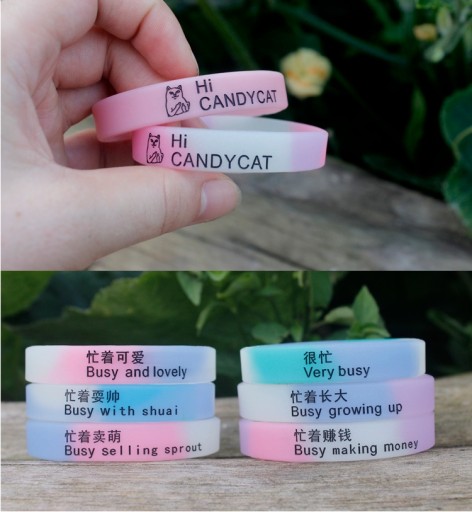 Hi
CANDYCAT
Hi
CANDYCAT
忙着可爱
Busy and lovely
很忙
Very busy
忙着耍帅
Busy with shuai
忙着长大
Busy growing up
忙着卖萌
Busy selling sprout
忙着赚钱
Busy making money